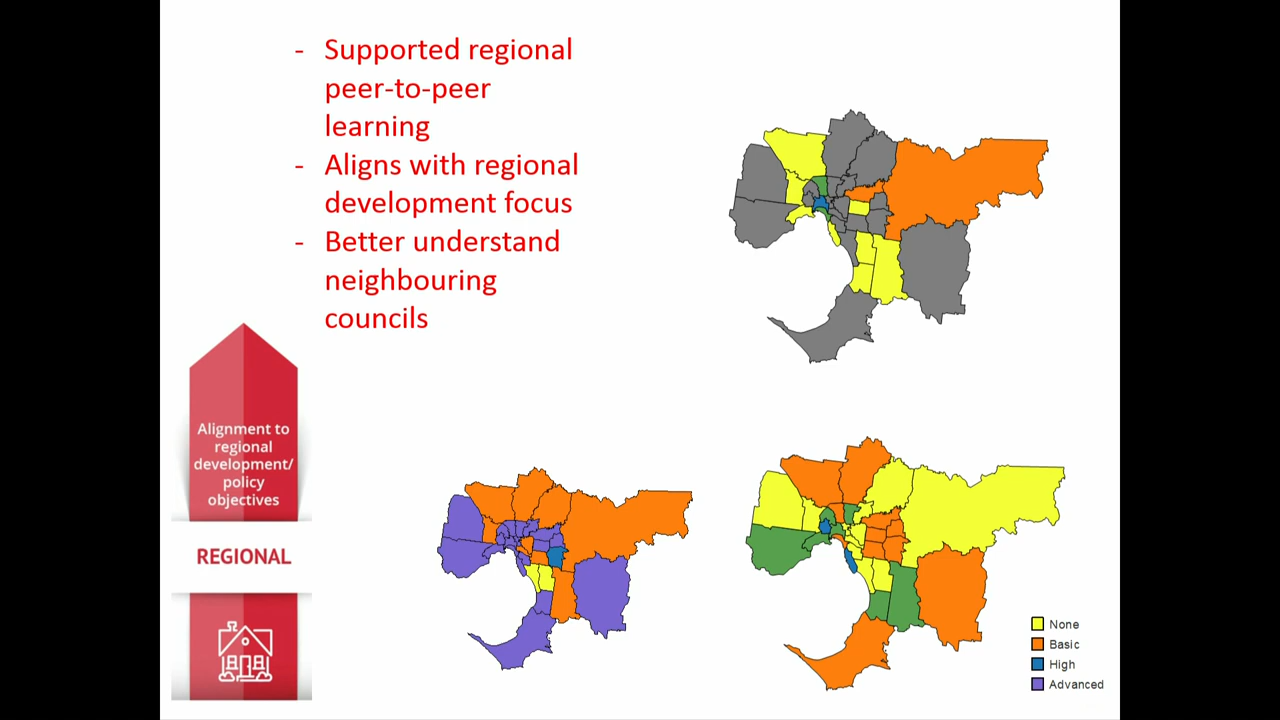 - Supported regional
peer-to-peer
learning
- Aligns with regional
development focus
- Better understand
neighbouring
councils
Alignment to
regional
development/
policy
objectives
REGIONAL
None
Basic
High
Advanced